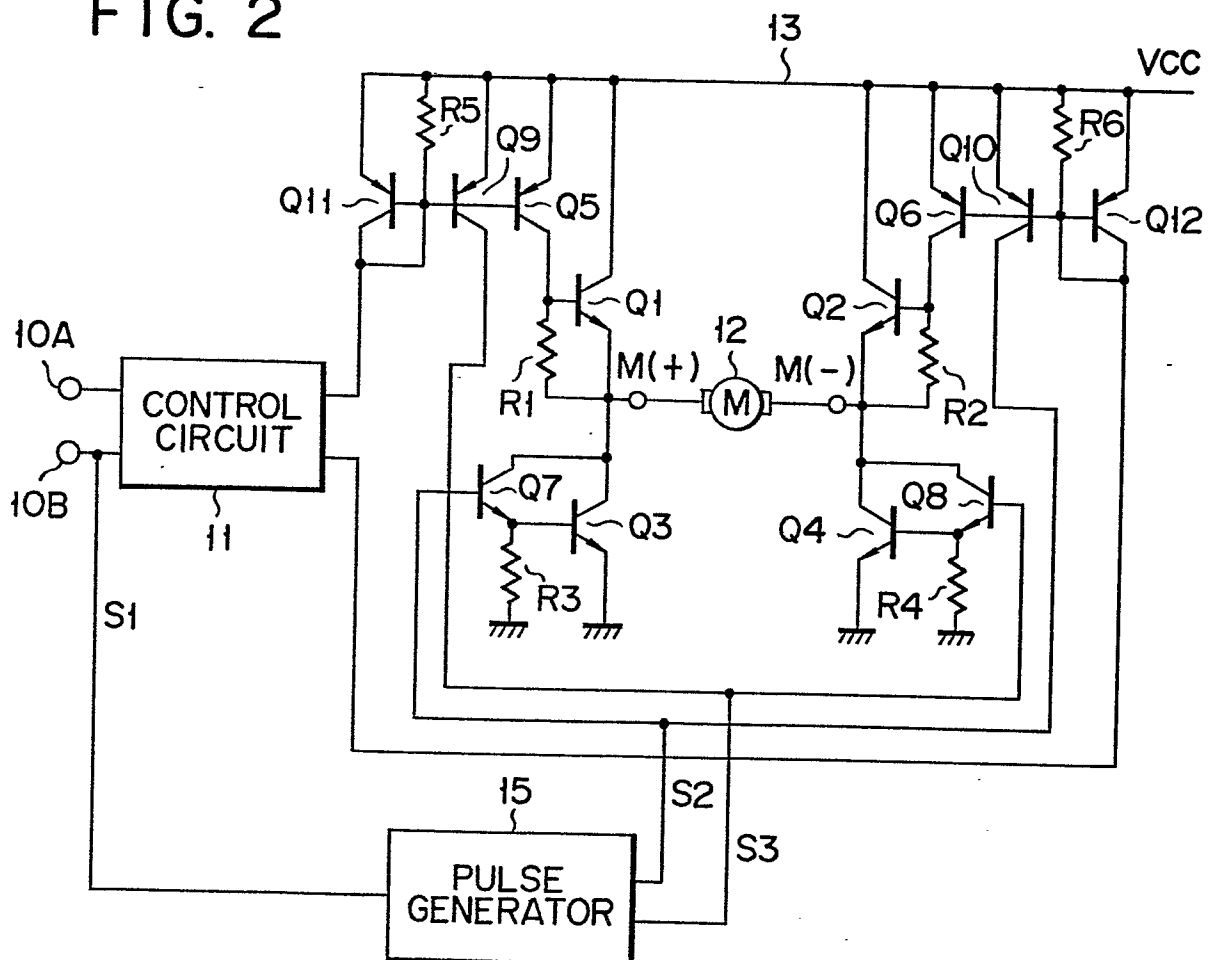 FIG. 2
13
VCC
R5
Q9
Q11
Q5
Q10
R6
Q6
Q12
Q1
Q2
10A
12
M(+)
M
M(-)
R1
R2
CONTROL
CIRCUIT
10B
11
Q7
Q3
Q8
Q4
R3
R4
S1
S2
S3
15
PULSE
GENERATOR